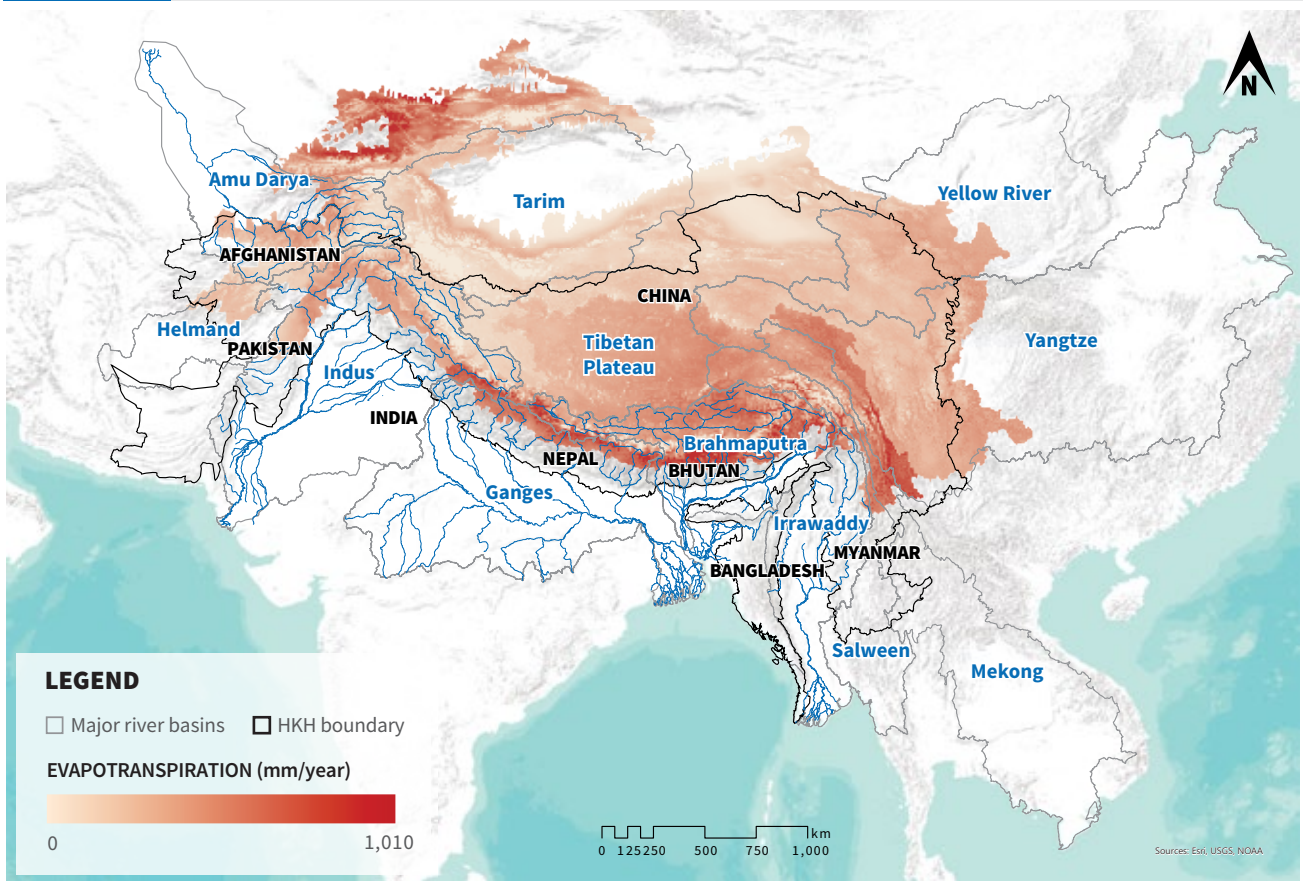 N
Amu Darya
Tarim
Yellow River
AFGHANISTAN
CHINA
Helmand
PAKISTAN
Tibetan
Plateau
Yangtze
Indus
INDIA
Brahmaputra
NEPAL
BHUTAN
Ganges
Irrawaddy
MYANMAR
BANGLADESH
Salween
Mekong
LEGEND
Major river basins HKH boundary
EVAPOTRANSPIRATION (mm/year)
0 1,010
km
0 125 250 500 750 1,000
Sources: Esri, USGS, NOAA